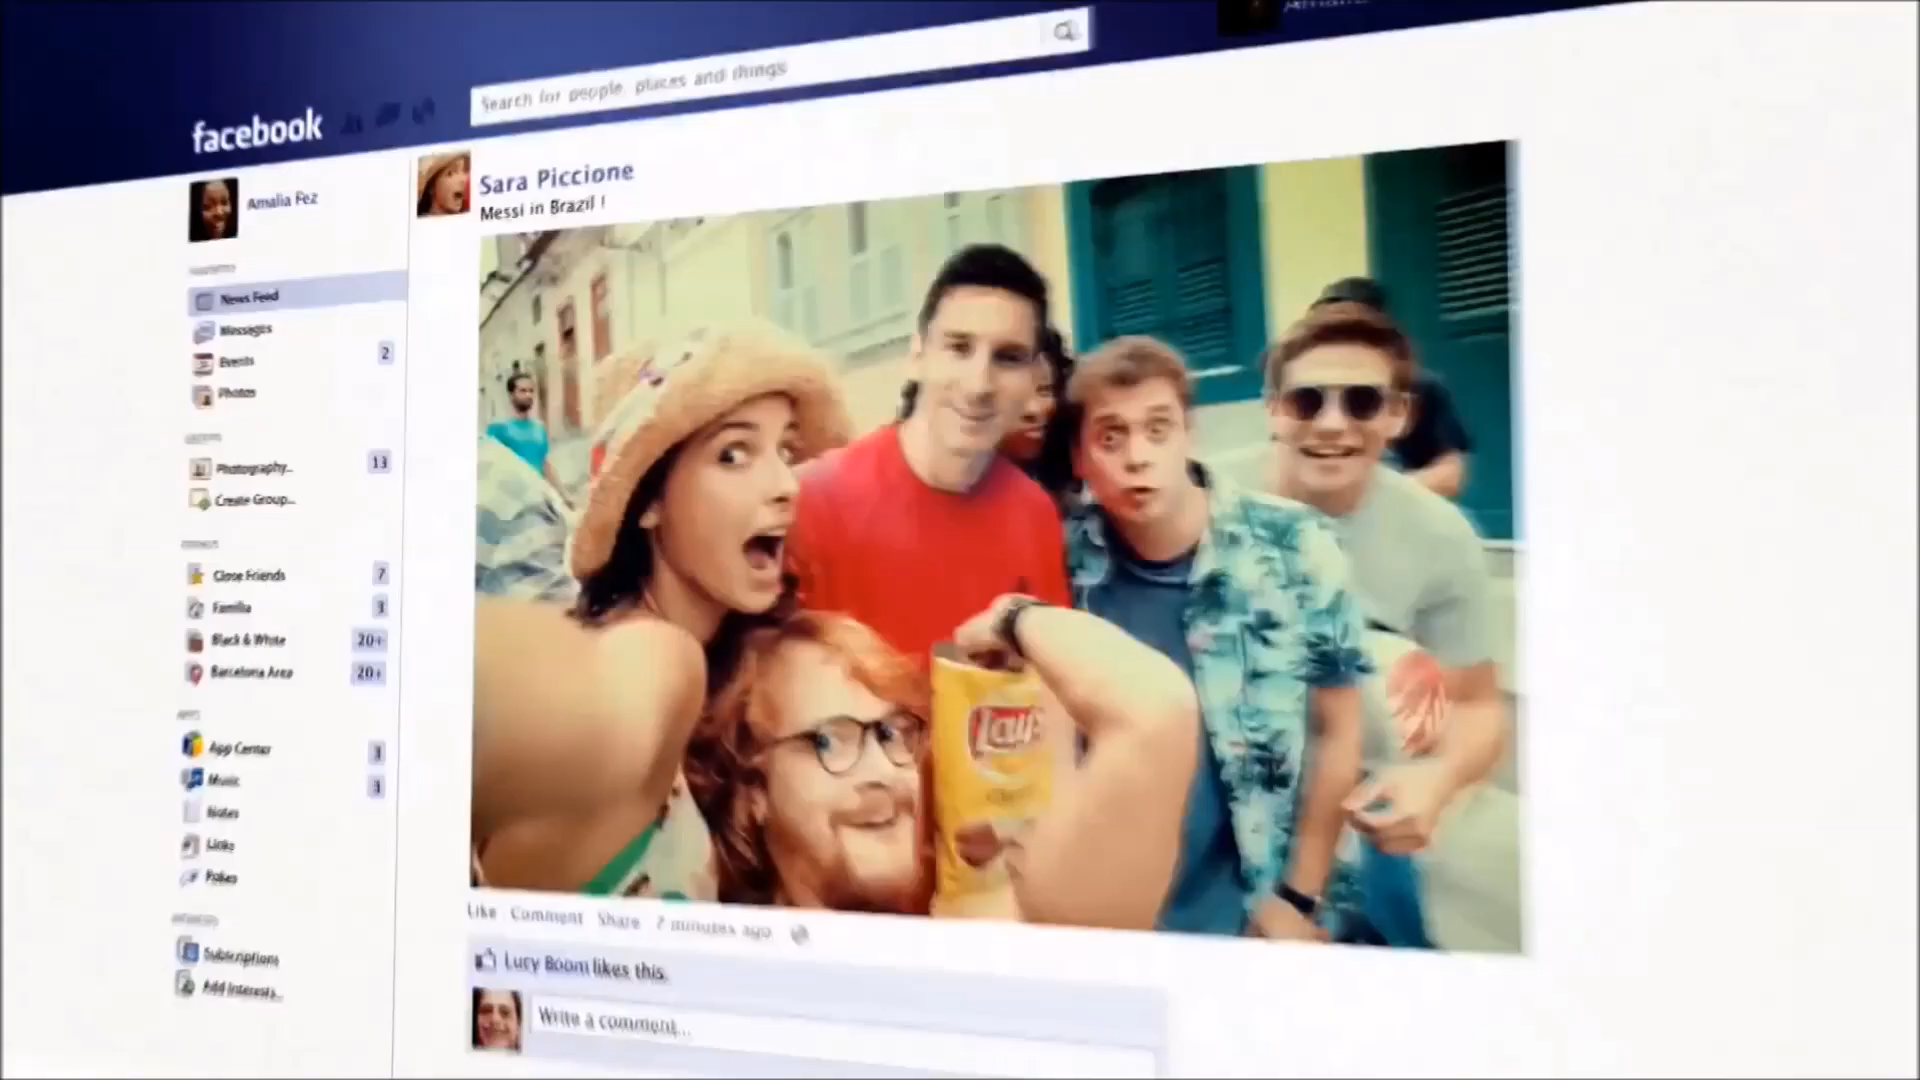 Search for people, places and things
facebook
Sara Piccione
Messi in Brazil !
Amalia Fez
News Feed
Messages
Events 2
Photos
Photography... 13
Create Group...
Close Friends 7
Familia 3
Black & White 20+
Barcelona Area 20+
APPS
App Center 3
Music 3
Notes
Links
Pokes
Subscriptions
Add Interests...
Lay's
Like Comment Share 7 minutes ago
Lucy Boom likes this.
Write a comment...